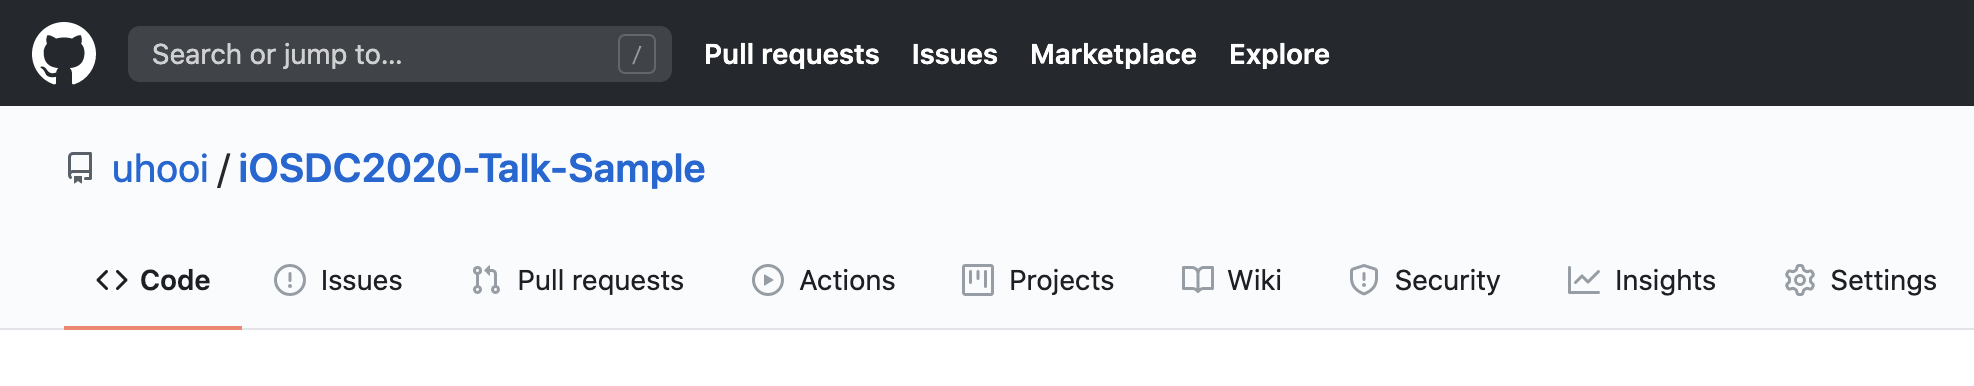 Search or jump to... / Pull requests Issues Marketplace Explore
uhooi / iOSDC2020-Talk-Sample
Code Issues Pull requests Actions Projects Wiki Security Insights Settings